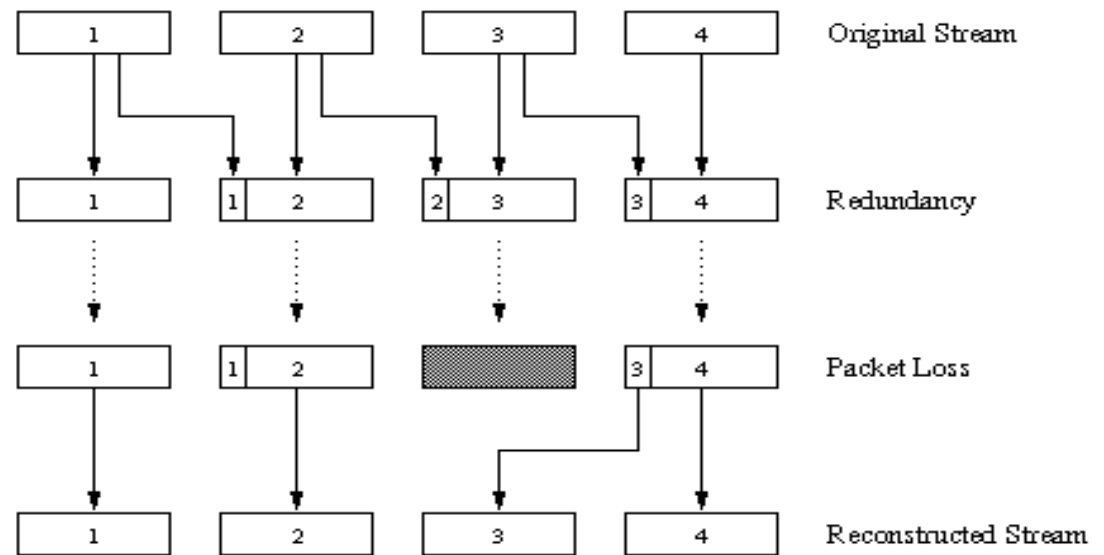 1 2 3 4 Original Stream
1 1 2 2 3 3 4 Redundancy
1 1 2 3 4 Packet Loss
1 2 3 4 Reconstructed Stream